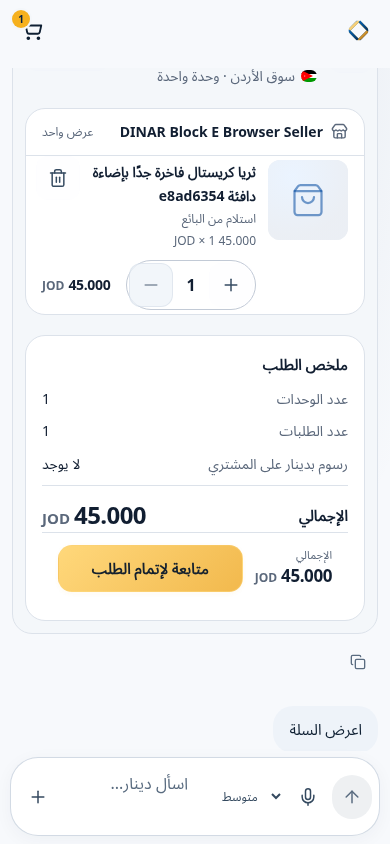 1
سوق الأردن · وحدة واحدة
DINAR Block E Browser Seller
عرض واحد
ثريا كريستال فاخرة جدًا بإضاءة
دافئة e8ad6354
استلام من البائع
JOD × 1 45.000
1
JOD 45.000
ملخص الطلب
عدد الوحدات 1
عدد الطلبات 1
رسوم بدينار على المشتري لا يوجد
الإجمالي JOD 45.000
الإجمالي
JOD 45.000
متابعة لإتمام الطلب
اعرض السلة
اسأل دينار...
متوسط